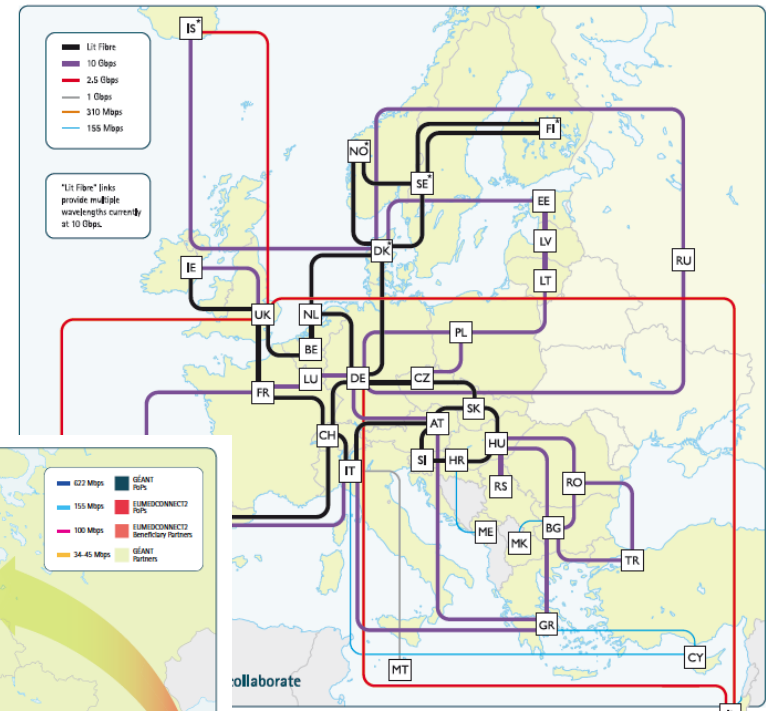 IS*
Lit Fibre
10 Gbps
2.5 Gbps
1 Gbps
310 Mbps
155 Mbps
"Lit Fibre" links
provide multiple
wavelengths currently
at 10 Gbps.
FI*
NO*
SE*
EE
LV
DK*
RU
IE
LT
UK
NL
PL
BE
LU
DE
CZ
FR
SK
AT
CH
HU
IT
SI
HR
RS
RO
ME
MK
BG
TR
GR
CY
MT
622 Mbps
155 Mbps
100 Mbps
34-45 Mbps
GÉANT
PoPs
EUMEDCONNECT2
PoPs
EUMEDCONNECT2
Beneficiary Partners
GÉANT
Partners
ollaborate